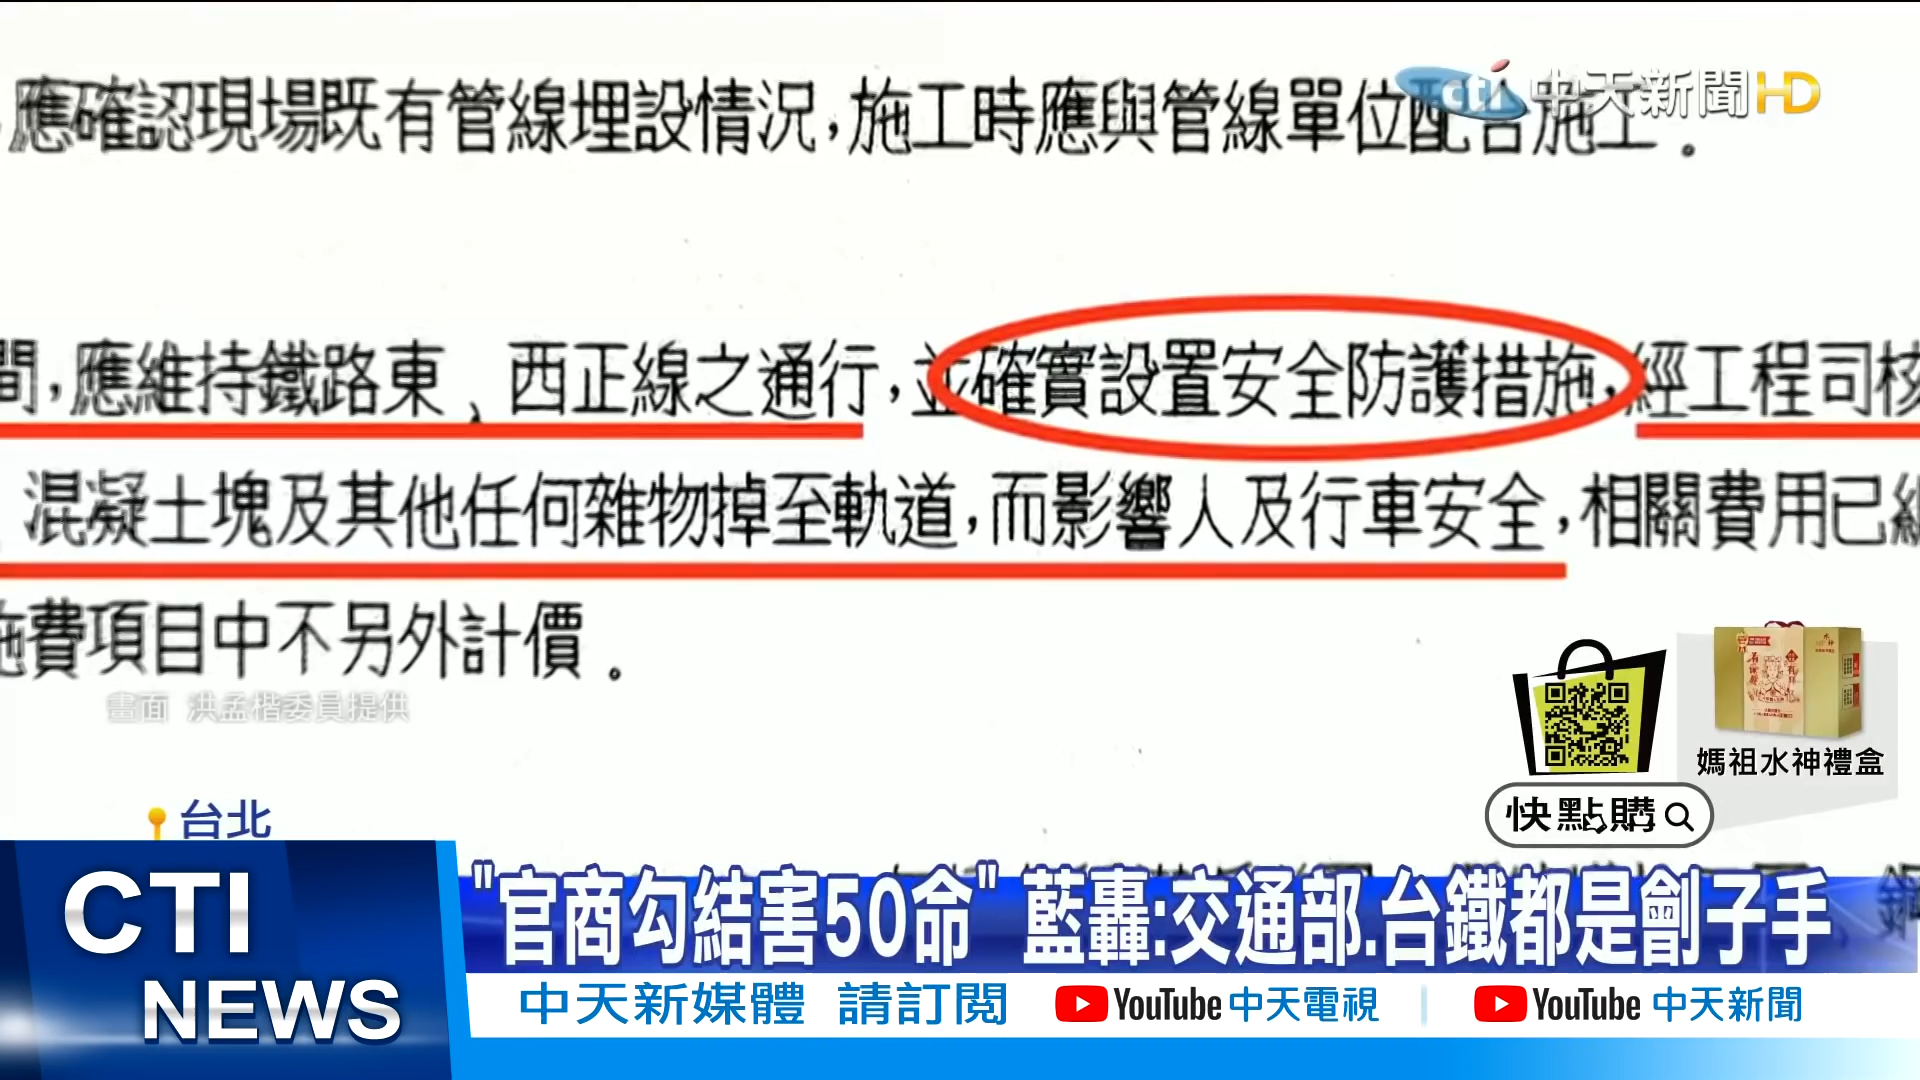 應確認現場既有管線埋設情況，施工時應與管線單位配合施工。
cti 中天新聞HD
間，應維持鐵路東、西正線之通行，並確實設置安全防護措施，經工程司核
混凝土塊及其他任何雜物掉至軌道，而影響人及行車安全，相關費用已組
施費項目中不另外計價。
畫面 洪孟楷委員提供
媽祖水神禮盒
快點購
台北
CTI NEWS
"官商勾結害50命" 藍轟:交通部.台鐵都是劊子手
中天新媒體 請訂閱 YouTube 中天電視 | YouTube 中天新聞